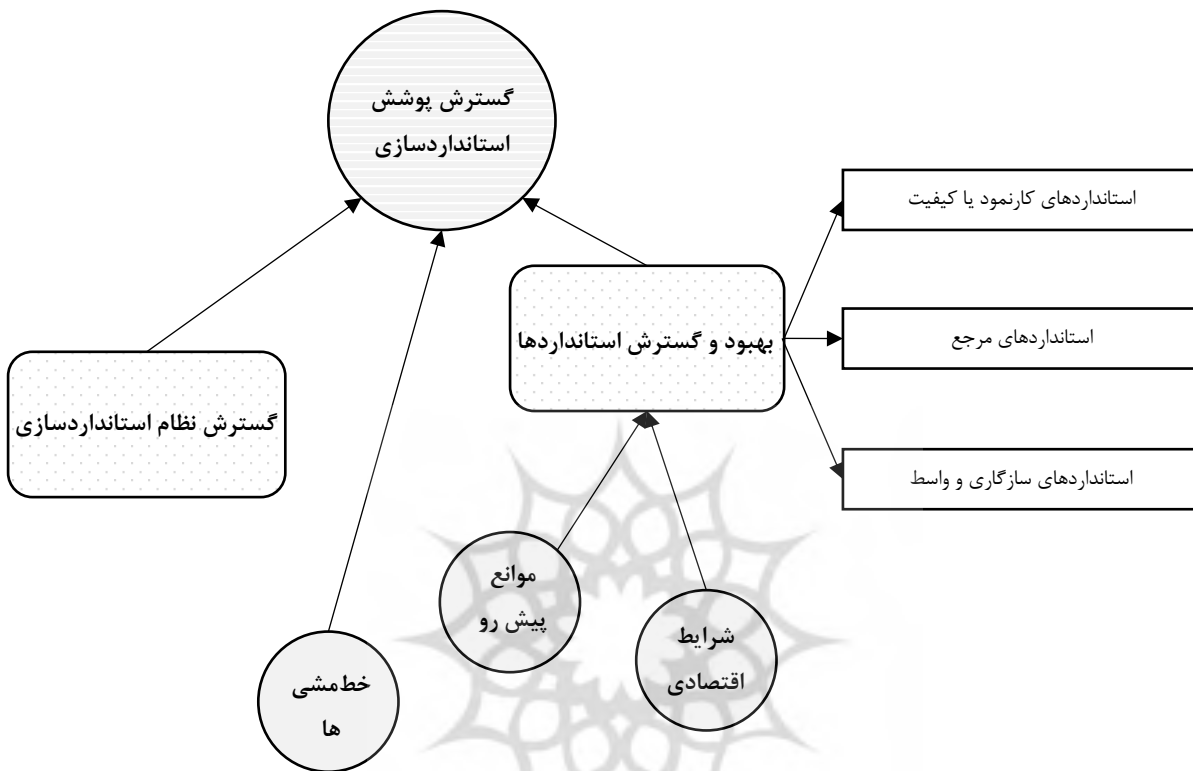 گسترش پوشش
استانداردسازی
استانداردهای کارنمود یا کیفیت
بهبود و گسترش استانداردها
استانداردهای مرجع
گسترش نظام استانداردسازی
استانداردهای سازگاری و واسط
موانع
پیش رو
شرایط
اقتصادی
خط‌مشی
ها